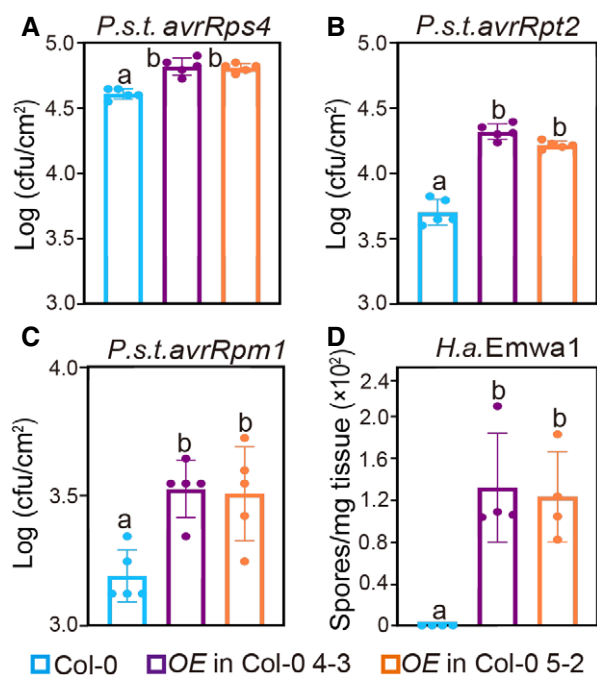 A P.s.t. avrRps4
Log (cfu/cm²)
5.0
4.5
4.0
3.5
3.0
a b b
B P.s.t.avrRpt2
Log (cfu/cm²)
5.0
4.5
4.0
3.5
3.0
a b b
C P.s.t.avrRpm1
Log (cfu/cm²)
4.0
3.5
3.0
a b b
D H.a.Emwa1
Spores/mg tissue (×10²)
2.4
2.0
1.6
1.2
0.4
0
a b b
Col-0 OE in Col-0 4-3 OE in Col-0 5-2